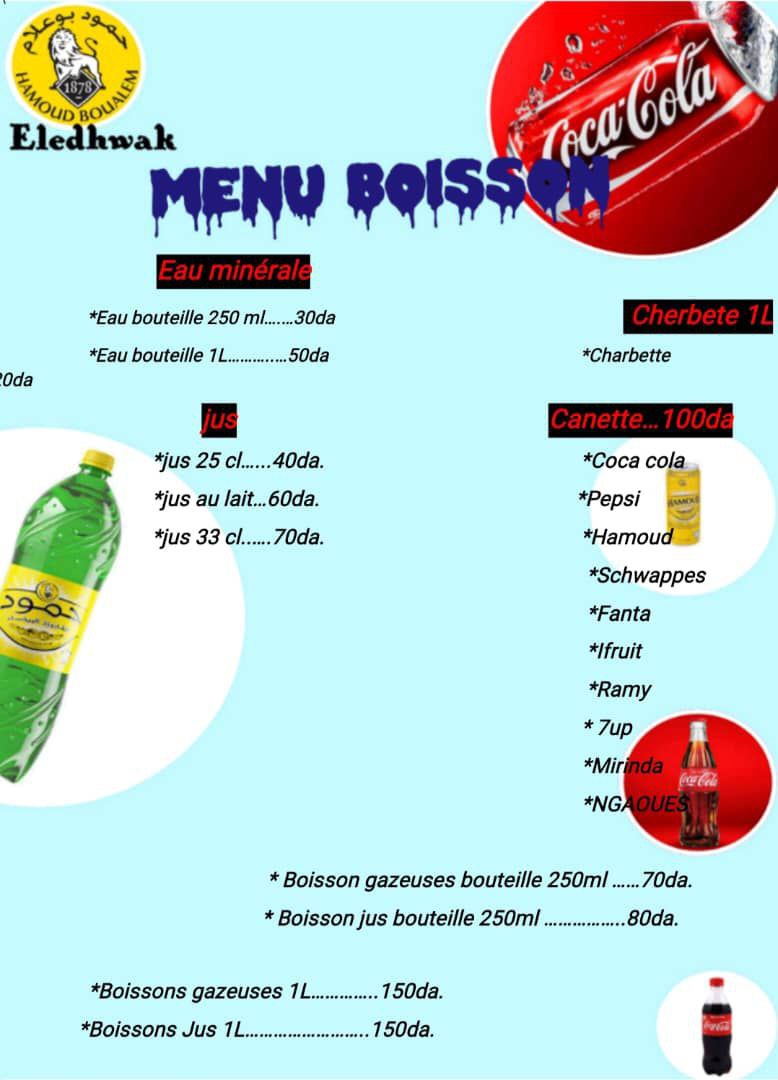 حمود بوعلام
1878
HAMOUD BOUALEM
Eledhwak
Coca-Cola
MENU BOISSON
Eau minérale
*Eau bouteille 250 ml.......30da
*Eau bouteille 1L..............50da
Cherbete 1L
*Charbette
20da
jus
*jus 25 cl......40da.
*jus au lait...60da.
*jus 33 cl......70da.
Canette...100da
*Coca cola
*Pepsi
*Hamoud
*Schwappes
*Fanta
*Ifruit
*Ramy
* 7up
*Mirinda
*NGAOUES
حمود
HAMOUD
Coca-Cola
* Boisson gazeuses bouteille 250ml ......70da.
* Boisson jus bouteille 250ml .................80da.
*Boissons gazeuses 1L..............150da.
*Boissons Jus 1L..........................150da.
Coca-Cola